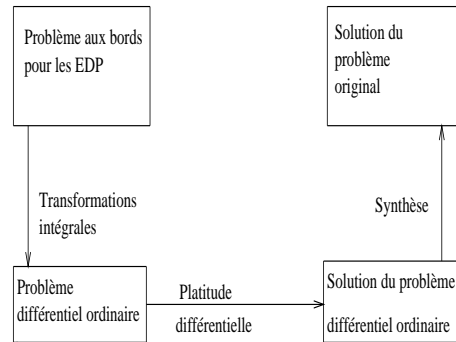 Problème aux bords
pour les EDP
Solution du
problème
original
Transformations
intégrales
Synthèse
Problème
différentiel ordinaire
Platitude
différentielle
Solution du problème
différentiel ordinaire